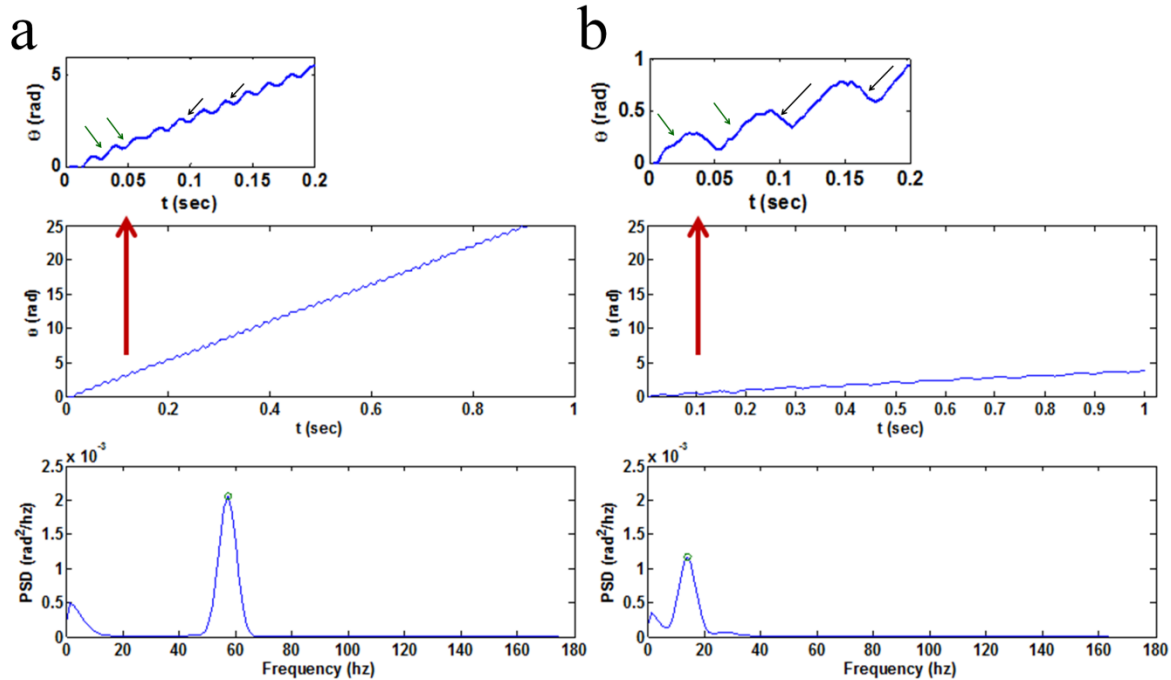 a
5
0
θ (rad)
0 0.05 0.1 0.15 0.2
t (sec)
25
20
15
10
5
0
θ (rad)
0 0.2 0.4 0.6 0.8 1
t (sec)
x 10^-3
2.5
2
1.5
1
0.5
0
PSD (rad²/hz)
0 20 40 60 80 100 120 140 160 180
Frequency (hz)
b
1
0.5
0
θ (rad)
0 0.05 0.1 0.15 0.2
t (sec)
25
20
15
10
5
0
θ (rad)
0.1 0.2 0.3 0.4 0.5 0.6 0.7 0.8 0.9 1
t (sec)
x 10^-3
2.5
2
1.5
1
0.5
0
PSD (rad²/hz)
0 20 40 60 80 100 120 140 160 180
Frequency (hz)